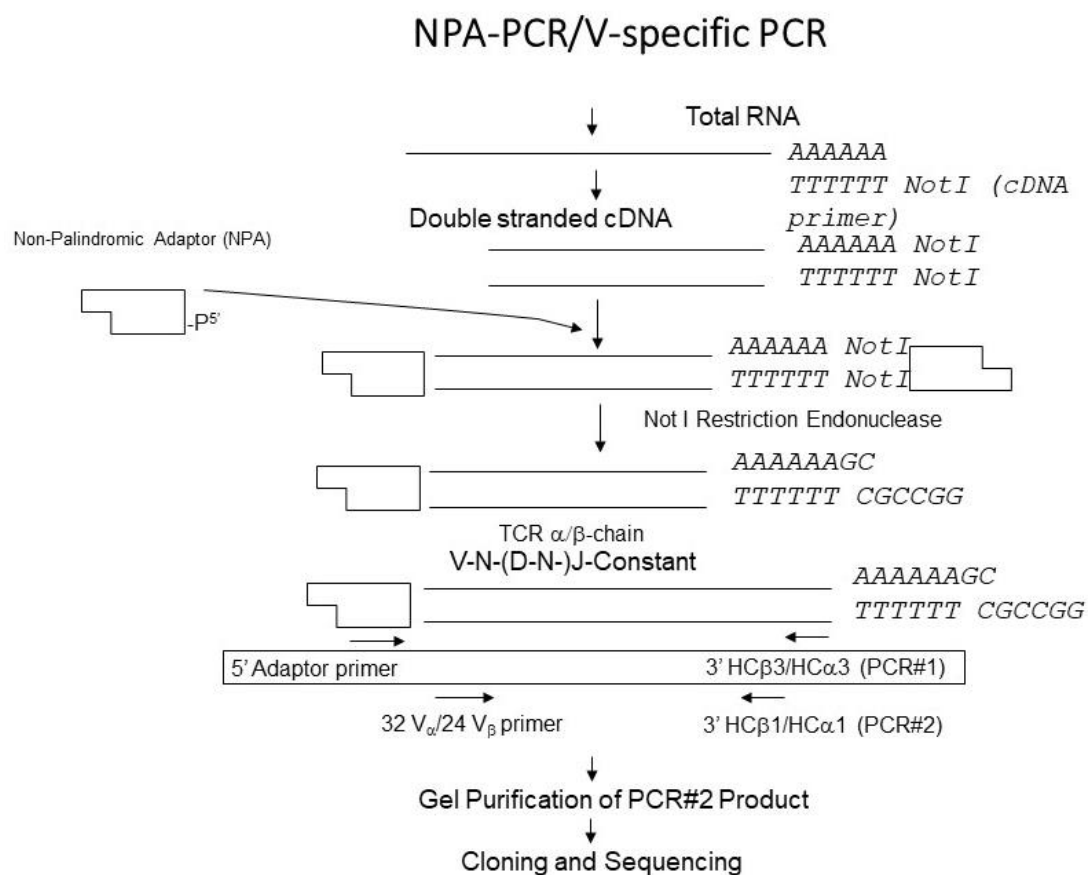 NPA-PCR/V-specific PCR
Total RNA
AAAAAA
TTTTTT NotI (cDNA
primer)
Double stranded cDNA
Non-Palindromic Adaptor (NPA)
AAAAAA NotI
TTTTTT NotI
-P5'
AAAAAA NotI
TTTTTT NotI
Not I Restriction Endonuclease
AAAAAAGC
TTTTTT CGCCGG
TCR α/β-chain
V-N-(D-N-)J-Constant
AAAAAAGC
TTTTTT CGCCGG
5' Adaptor primer 3' HCβ3/HCα3 (PCR#1)
32 Vα/24 Vβ primer 3' HCβ1/HCα1 (PCR#2)
Gel Purification of PCR#2 Product
Cloning and Sequencing